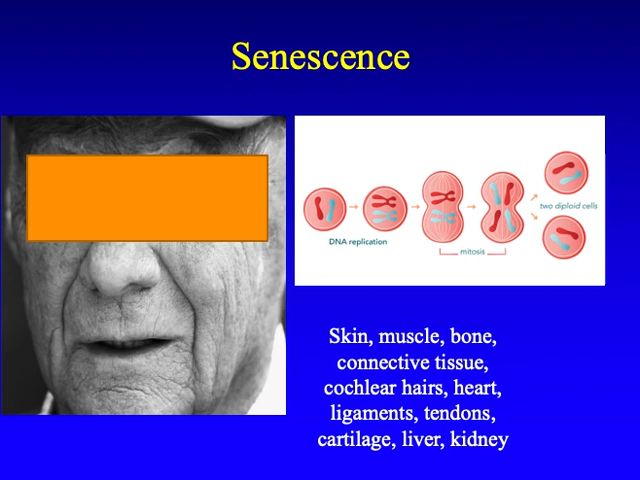 Senescence
DNA replication
mitosis
two diploid cells
Skin, muscle, bone,
connective tissue,
cochlear hairs, heart,
ligaments, tendons,
cartilage, liver, kidney